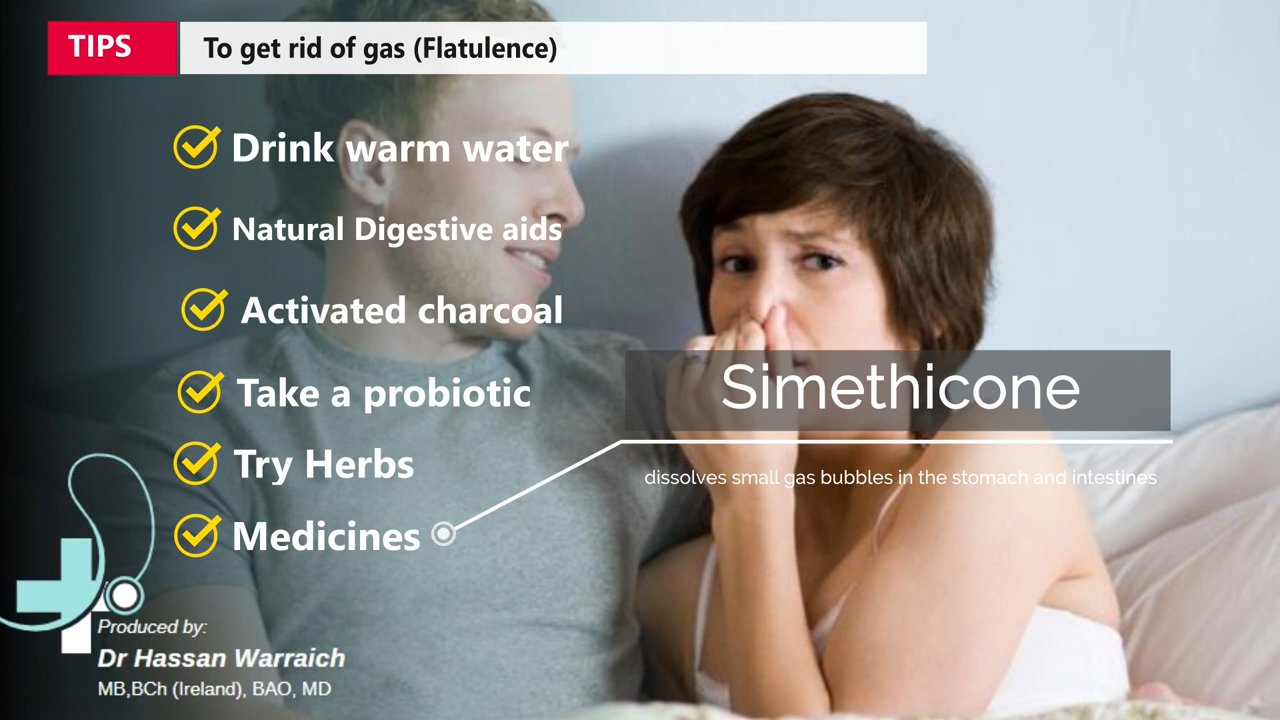 TIPS
To get rid of gas (Flatulence)
Drink warm water
Natural Digestive aids
Activated charcoal
Take a probiotic
Try Herbs
Medicines
Simethicone
dissolves small gas bubbles in the stomach and intestines
Produced by:
Dr Hassan Warraich
MB,BCh (Ireland), BAO, MD